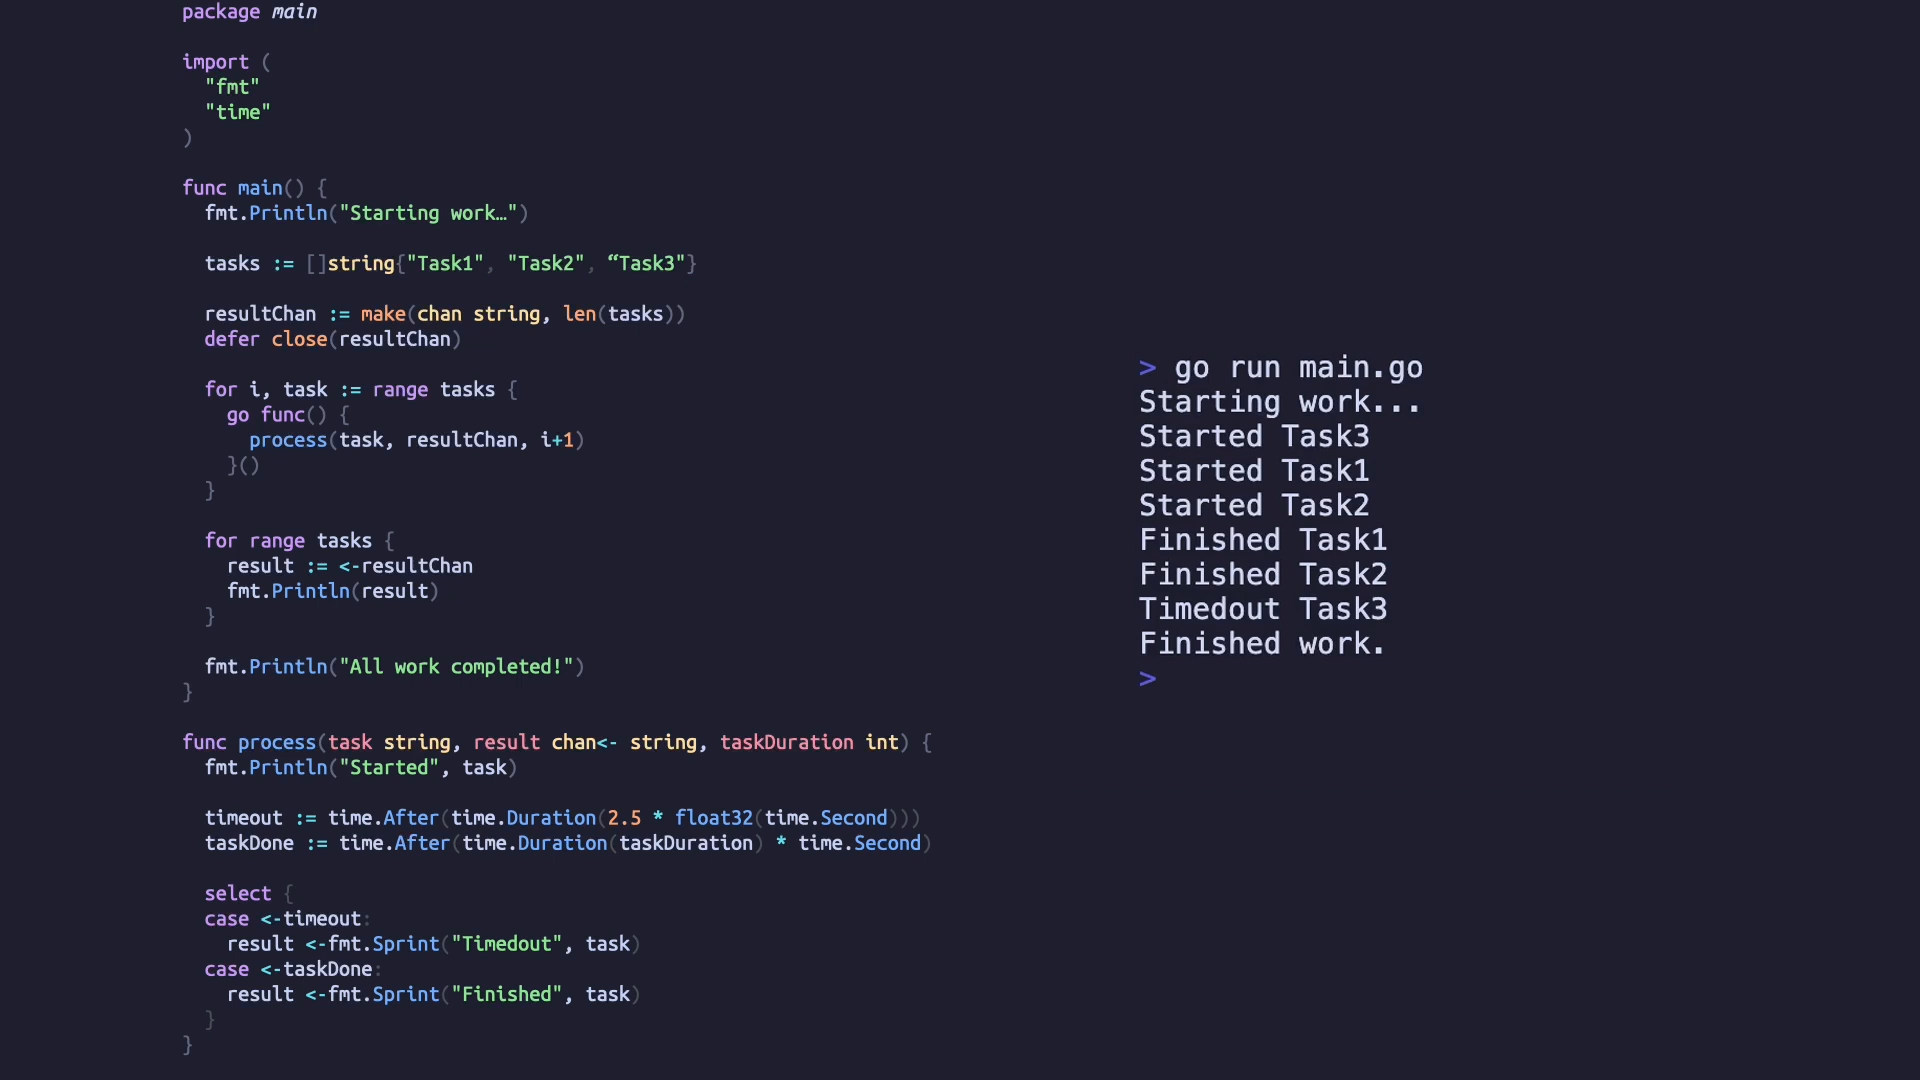 package main

import (
  "fmt"
  "time"
)

func main() {
  fmt.Println("Starting work…")

  tasks := []string{"Task1", "Task2", “Task3"}

  resultChan := make(chan string, len(tasks))
  defer close(resultChan)

  for i, task := range tasks {
    go func() {
      process(task, resultChan, i+1)
    }()
  }

  for range tasks {
    result := <-resultChan
    fmt.Println(result)
  }

  fmt.Println("All work completed!")
}

func process(task string, result chan<- string, taskDuration int) {
  fmt.Println("Started", task)

  timeout := time.After(time.Duration(2.5 * float32(time.Second)))
  taskDone := time.After(time.Duration(taskDuration) * time.Second)

  select {
  case <-timeout:
    result <-fmt.Sprint("Timedout", task)
  case <-taskDone:
    result <-fmt.Sprint("Finished", task)
  }
}

> go run main.go
Starting work...
Started Task3
Started Task1
Started Task2
Finished Task1
Finished Task2
Timedout Task3
Finished work.
>